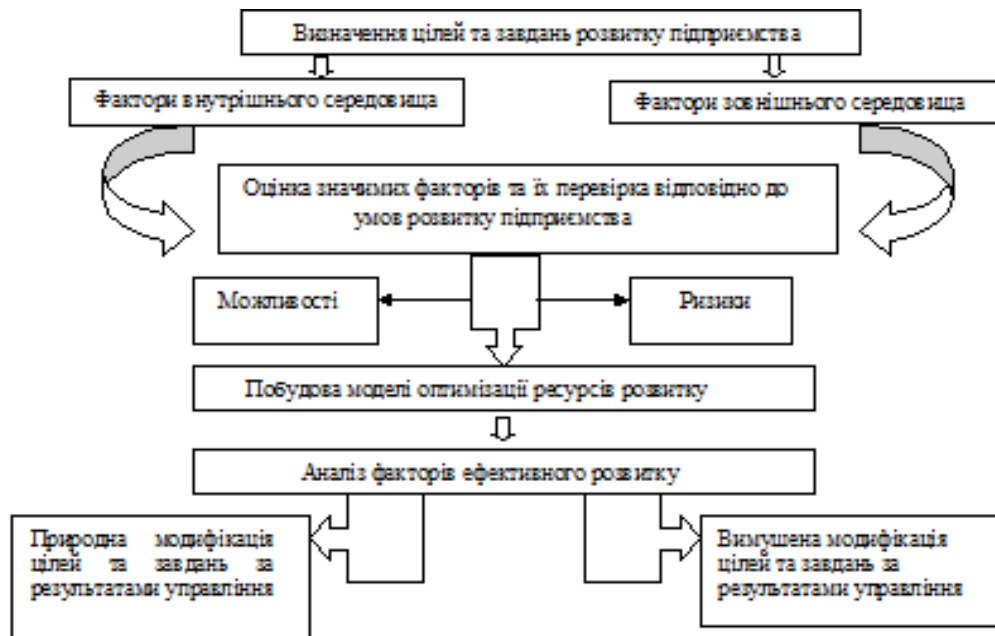 Визначення цілей та завдань розвитку підприємства
Фактори внутрішнього середовища
Фактори зовнішнього середовища
Оцінка значимих факторів та їх перевірка відповідно до
умов розвитку підприємства
Можливості
Ризики
Побудова моделі оптимізації ресурсів розвитку
Аналіз факторів ефективного розвитку
Природна модифікація
цілей та завдань за
результатами управління
Вимушена модифікація
цілей та завдань за
результатами управління